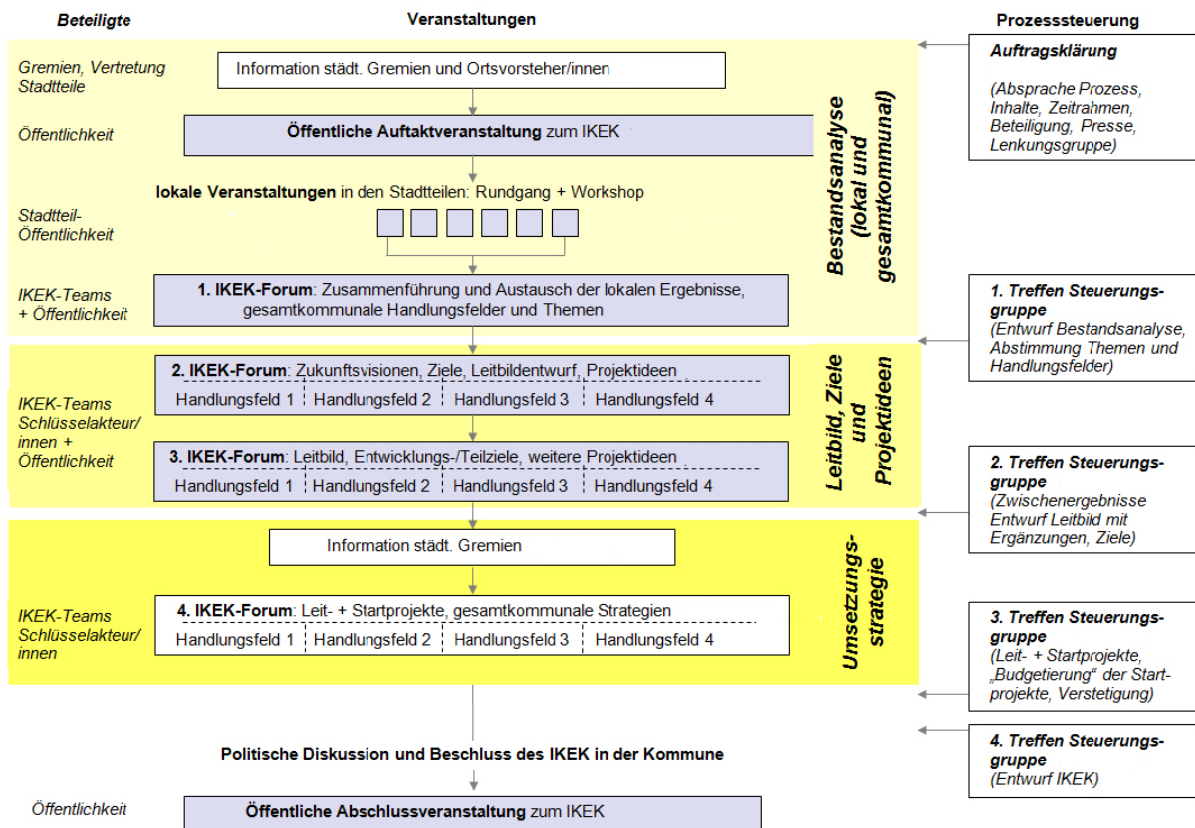 Beteiligte
Veranstaltungen
Prozesssteuerung
Gremien, Vertretung
Stadtteile
Information städt. Gremien und Ortsvorsteher/innen
Öffentlichkeit
Öffentliche Auftaktveranstaltung zum IKEK
lokale Veranstaltungen in den Stadtteilen: Rundgang + Workshop
Stadtteil-
Öffentlichkeit
IKEK-Teams
+ Öffentlichkeit
1. IKEK-Forum: Zusammenführung und Austausch der lokalen Ergebnisse,
gesamtkommunale Handlungsfelder und Themen
Bestandsanalyse
(lokal und
gesamtkommunal)
Auftragsklärung
(Absprache Prozess,
Inhalte, Zeitrahmen,
Beteiligung, Presse,
Lenkungsgruppe)
1. Treffen Steuerungs-
gruppe
(Entwurf Bestandsanalyse,
Abstimmung Themen und
Handlungsfelder)
IKEK-Teams
Schlüsselakteur/
innen +
Öffentlichkeit
2. IKEK-Forum: Zukunftsvisionen, Ziele, Leitbildentwurf, Projektideen
Handlungsfeld 1 Handlungsfeld 2 Handlungsfeld 3 Handlungsfeld 4
3. IKEK-Forum: Leitbild, Entwicklungs-/Teilziele, weitere Projektideen
Handlungsfeld 1 Handlungsfeld 2 Handlungsfeld 3 Handlungsfeld 4
Leitbild, Ziele
und
Projektideen
2. Treffen Steuerungs-
gruppe
(Zwischenergebnisse
Entwurf Leitbild mit
Ergänzungen, Ziele)
Information städt. Gremien
IKEK-Teams
Schlüsselakteur/
innen
4. IKEK-Forum: Leit- + Startprojekte, gesamtkommunale Strategien
Handlungsfeld 1 Handlungsfeld 2 Handlungsfeld 3 Handlungsfeld 4
Umsetzungs-
strategie
3. Treffen Steuerungs-
gruppe
(Leit- + Startprojekte,
„Budgetierung“ der Start-
projekte, Verstetigung)
Politische Diskussion und Beschluss des IKEK in der Kommune
4. Treffen Steuerungs-
gruppe
(Entwurf IKEK)
Öffentlichkeit
Öffentliche Abschlussveranstaltung zum IKEK